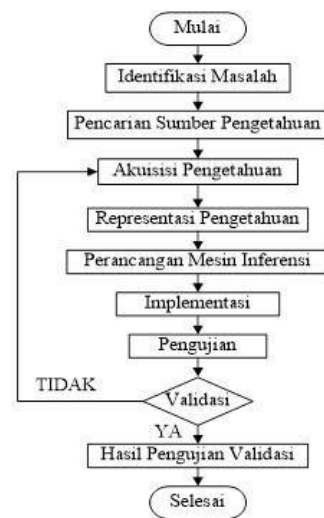 Mulai
Identifikasi Masalah
Pencarian Sumber Pengetahuan
Akuisisi Pengetahuan
Representasi Pengetahuan
Perancangan Mesin Inferensi
Implementasi
Pengujian
TIDAK
Validasi
YA
Hasil Pengujian Validasi
Selesai